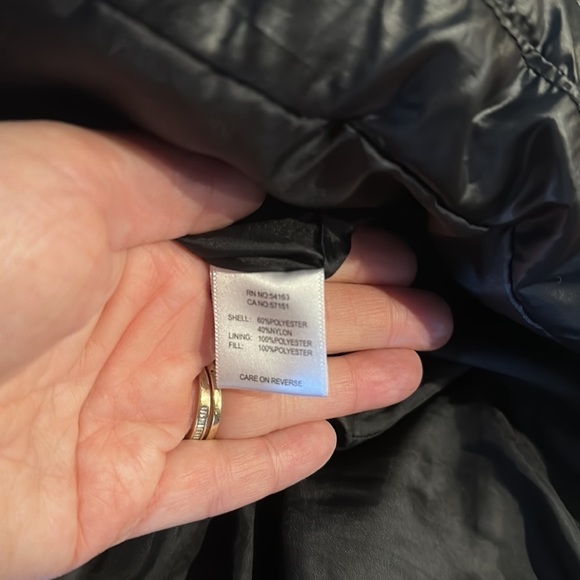 RN NO:54163
CA NO:57151
SHELL: 60%POLYESTER
40%NYLON
LINING: 100%POLYESTER
FILL: 100%POLYESTER
CARE ON REVERSE